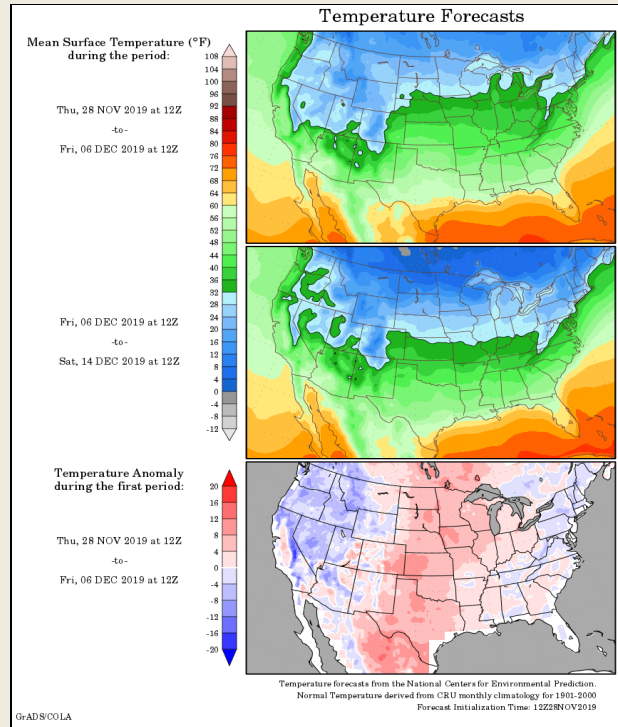 Temperature Forecasts
Mean Surface Temperature (°F)
during the period:
Thu, 28 NOV 2019 at 12Z
-to-
Fri, 06 DEC 2019 at 12Z
108
104
100
96
92
88
84
80
76
72
68
64
60
56
52
48
44
40
36
32
28
24
20
16
12
8
4
0
-4
-8
-12
Fri, 06 DEC 2019 at 12Z
-to-
Sat, 14 DEC 2019 at 12Z
Temperature Anomaly
during the first period:
Thu, 28 NOV 2019 at 12Z
-to-
Fri, 06 DEC 2019 at 12Z
20
16
12
8
4
0
-4
-8
-12
-16
-20
Temperature forecasts from the National Centers for Environmental Prediction.
Normal Temperature derived from CRU monthly climatology for 1901-2000
Forecast Initialization Time: 12Z28NOV2019
GrADS/COLA